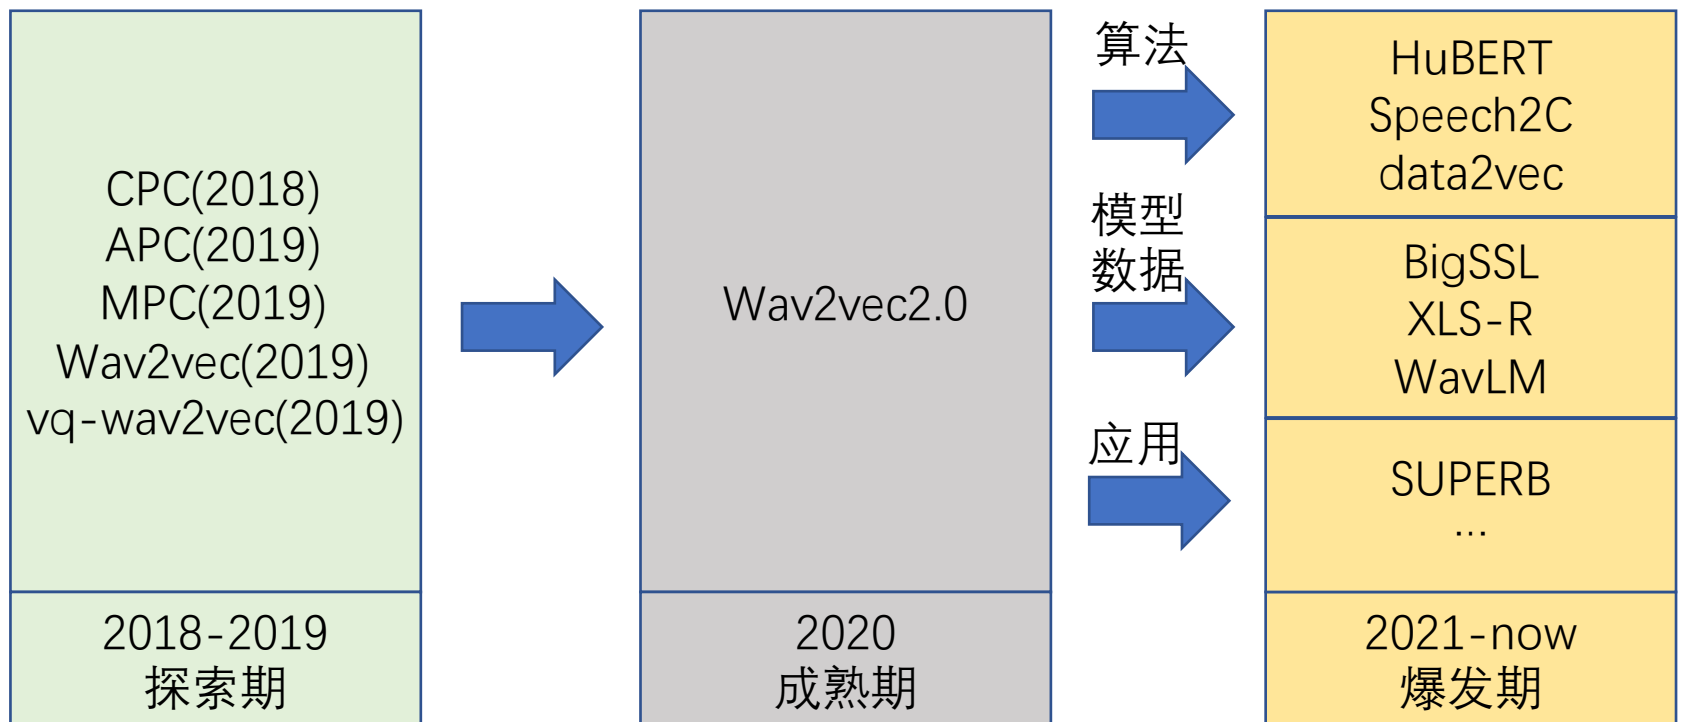 CPC(2018)
APC(2019)
MPC(2019)
Wav2vec(2019)
vq-wav2vec(2019)
2018-2019
探索期
Wav2vec2.0
2020
成熟期
算法
模型
数据
应用
HuBERT
Speech2C
data2vec
BigSSL
XLS-R
WavLM
SUPERB
...
2021-now
爆发期